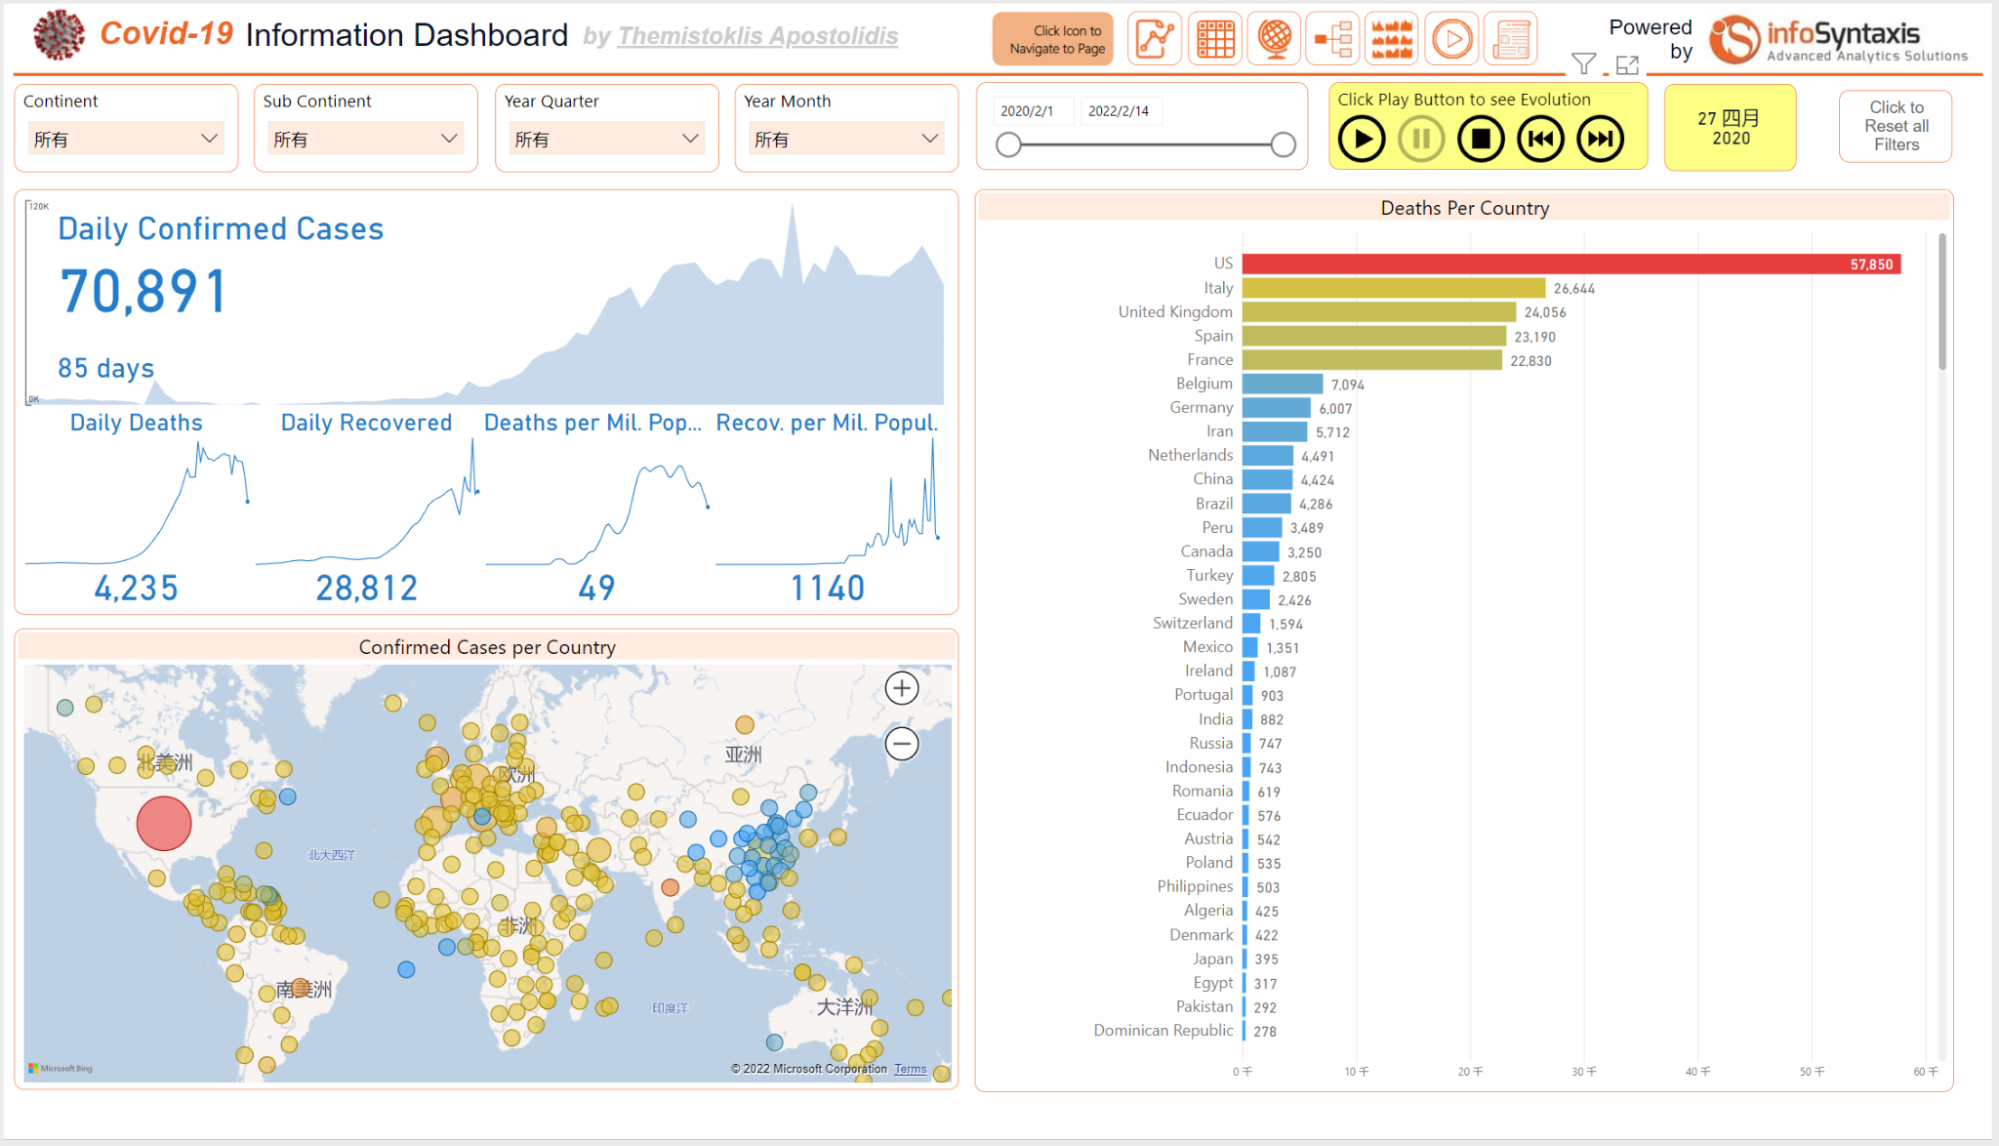 Covid-19 Information Dashboard by Themistoklis Apostolidis
Click Icon to
Navigate to Page
Powered
by
infoSyntaxis
Advanced Analytics Solutions
Continent
所有
Sub Continent
所有
Year Quarter
所有
Year Month
所有
2020/2/1
2022/2/14
Click Play Button to see Evolution
27 四月
2020
Click to
Reset all
Filters
120K
Daily Confirmed Cases
70,891
85 days
0K
Daily Deaths
4,235
Daily Recovered
28,812
Deaths per Mil. Pop...
49
Recov. per Mil. Popul.
1140
Confirmed Cases per Country
北美洲
欧洲
亚洲
北大西洋
非洲
南美洲
印度洋
大洋洲
Microsoft Bing
© 2022 Microsoft Corporation Terms
Deaths Per Country
US 57,850
Italy 26,644
United Kingdom 24,056
Spain 23,190
France 22,830
Belgium 7,094
Germany 6,007
Iran 5,712
Netherlands 4,491
China 4,424
Brazil 4,286
Peru 3,489
Canada 3,250
Turkey 2,805
Sweden 2,426
Switzerland 1,594
Mexico 1,351
Ireland 1,087
Portugal 903
India 882
Russia 747
Indonesia 743
Romania 619
Ecuador 576
Austria 542
Poland 535
Philippines 503
Algeria 425
Denmark 422
Japan 395
Egypt 317
Pakistan 292
Dominican Republic 278
0千 10千 20千 30千 40千 50千 60千